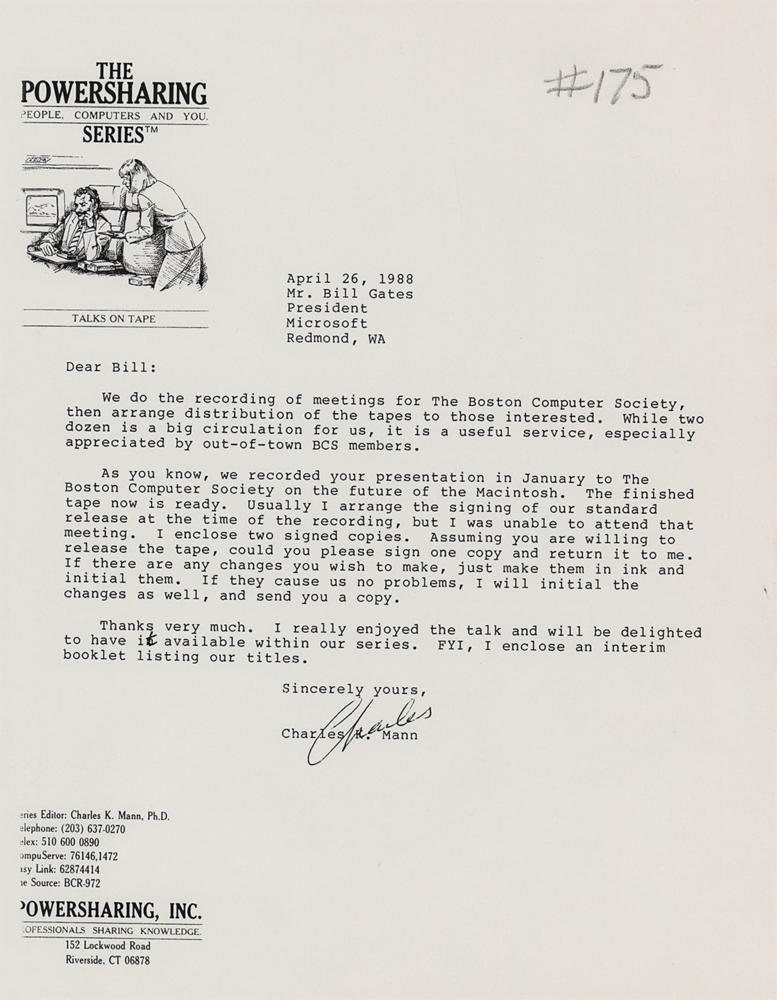 THE
POWERSHARING
PEOPLE, COMPUTERS AND YOU.
SERIES™
TALKS ON TAPE
#175
April 26, 1988
Mr. Bill Gates
President
Microsoft
Redmond, WA
Dear Bill:
We do the recording of meetings for The Boston Computer Society,
then arrange distribution of the tapes to those interested. While two
dozen is a big circulation for us, it is a useful service, especially
appreciated by out-of-town BCS members.
As you know, we recorded your presentation in January to The
Boston Computer Society on the future of the Macintosh. The finished
tape now is ready. Usually I arrange the signing of our standard
release at the time of the recording, but I was unable to attend that
meeting. I enclose two signed copies. Assuming you are willing to
release the tape, could you please sign one copy and return it to me.
If there are any changes you wish to make, just make them in ink and
initial them. If they cause us no problems, I will initial the
changes as well, and send you a copy.
Thanks very much. I really enjoyed the talk and will be delighted
to have it available within our series. FYI, I enclose an interim
booklet listing our titles.
Sincerely yours,
Charles
Charles K. Mann
eries Editor: Charles K. Mann, Ph.D.
elephone: (203) 637-0270
elex: 510 600 0890
ompuServe: 76146,1472
asy Link: 62874414
he Source: BCR-972
POWERSHARING, INC.
ROFESSIONALS SHARING KNOWLEDGE.
152 Lockwood Road
Riverside, CT 06878